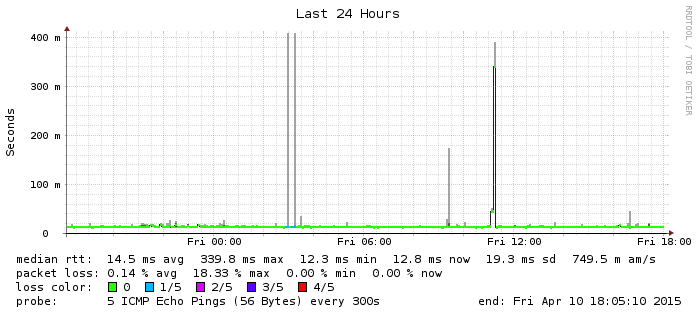 Last 24 Hours
RRDTOOL / TOBI OETIKER
Seconds
400 m
300 m
200 m
100 m
0
Fri 00:00 Fri 06:00 Fri 12:00 Fri 18:00
median rtt: 14.5 ms avg 339.8 ms max 12.3 ms min 12.8 ms now 19.3 ms sd 749.5 m am/s
packet loss: 0.14 % avg 18.33 % max 0.00 % min 0.00 % now
loss color: 0 1/5 2/5 3/5 4/5
probe: 5 ICMP Echo Pings (56 Bytes) every 300s end: Fri Apr 10 18:05:10 2015